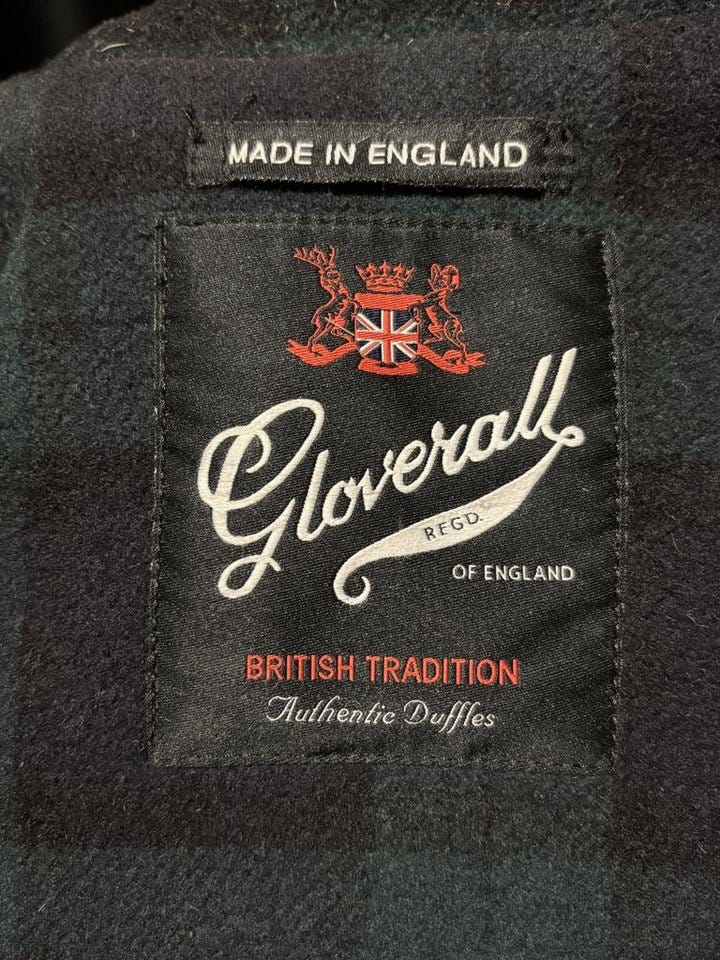 MADE IN ENGLAND
Gloverall
REGD.
OF ENGLAND
BRITISH TRADITION
Authentic Duffles